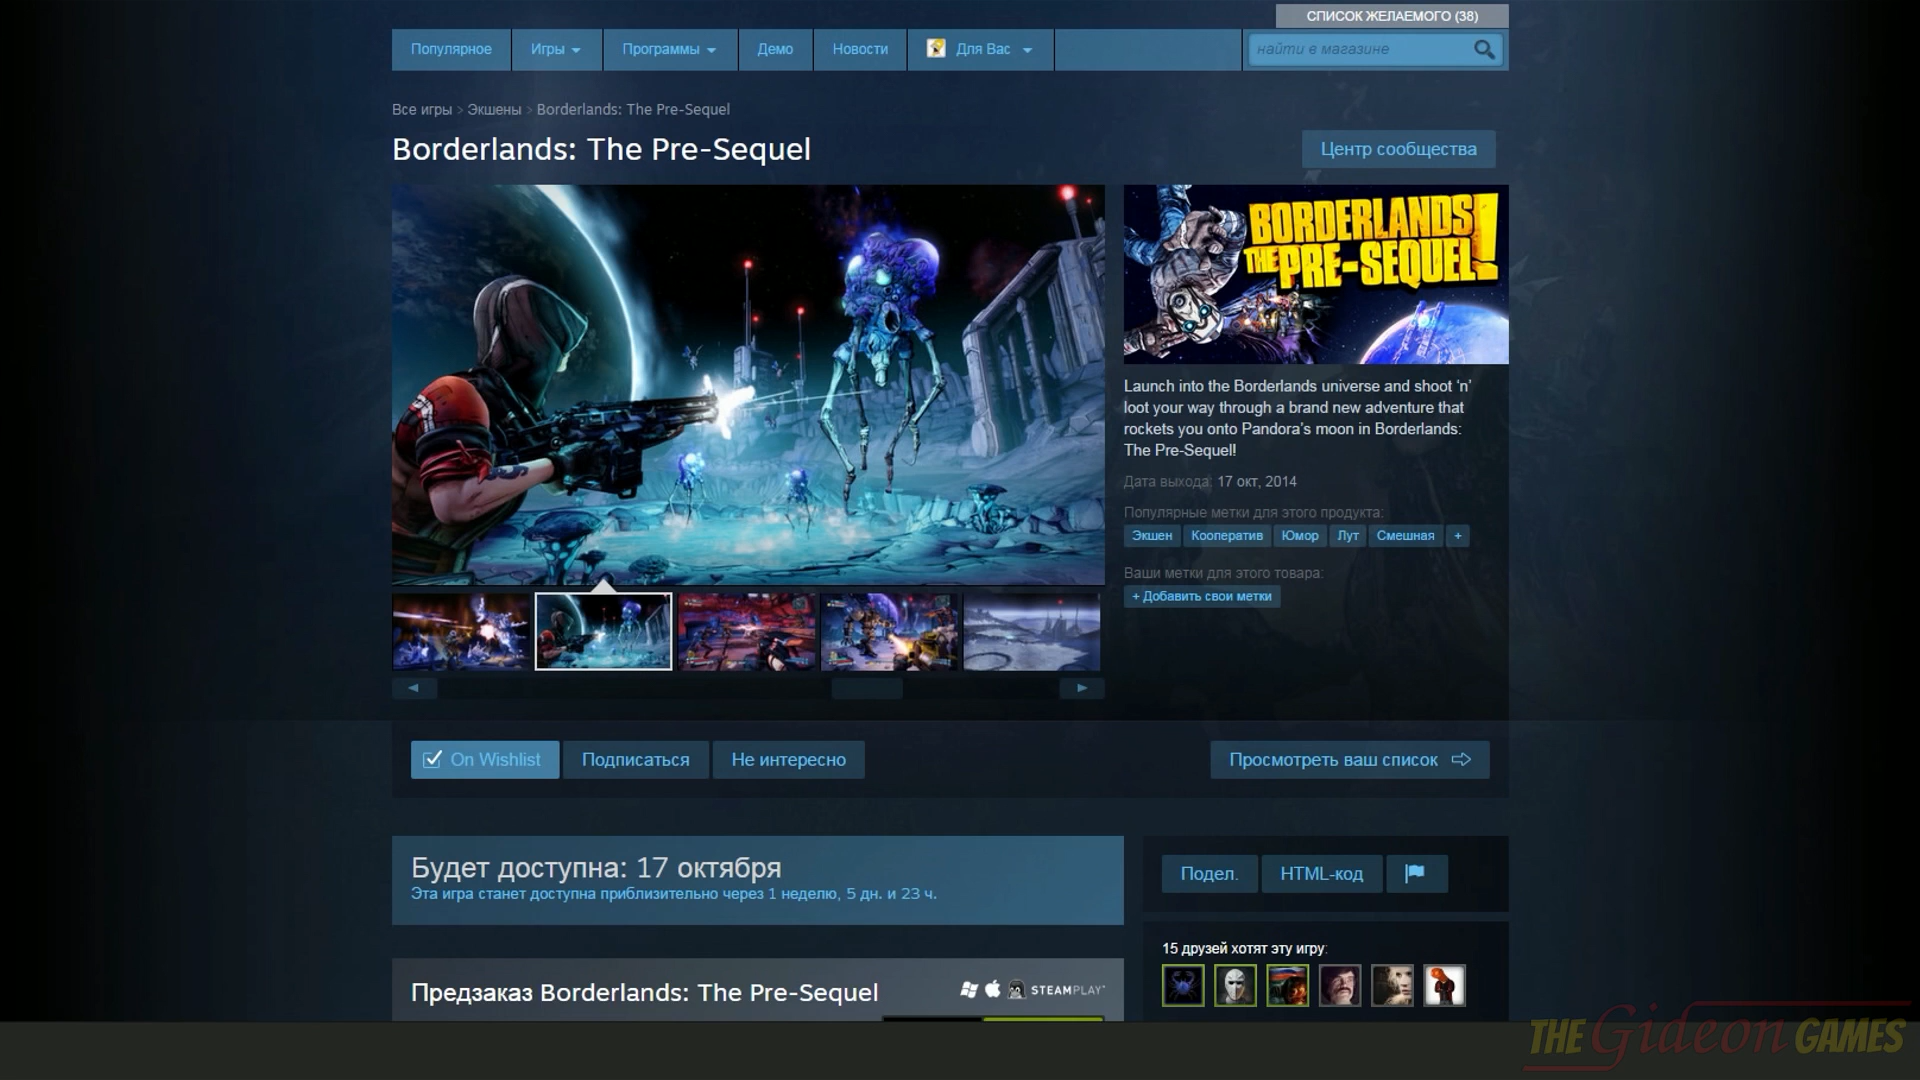 СПИСОК ЖЕЛАЕМОГО (38)
Популярное Игры Программы Демо Новости Для Вас найти в магазине
Все игры > Экшены > Borderlands: The Pre-Sequel
Borderlands: The Pre-Sequel
Центр сообщества
BORDERLANDS
THE PRE-SEQUEL!
Launch into the Borderlands universe and shoot 'n'
loot your way through a brand new adventure that
rockets you onto Pandora's moon in Borderlands:
The Pre-Sequel!
Дата выхода: 17 окт, 2014
Популярные метки для этого продукта:
Экшен Кооператив Юмор Лут Смешная +
Ваши метки для этого товара:
+ Добавить свои метки
On Wishlist Подписаться Не интересно Просмотреть ваш список
Будет доступна: 17 октября
Эта игра станет доступна приблизительно через 1 неделю, 5 дн. и 23 ч.
Подел. HTML-код
15 друзей хотят эту игру:
Предзаказ Borderlands: The Pre-Sequel
STEAMPLAY
THE Gideon GAMES